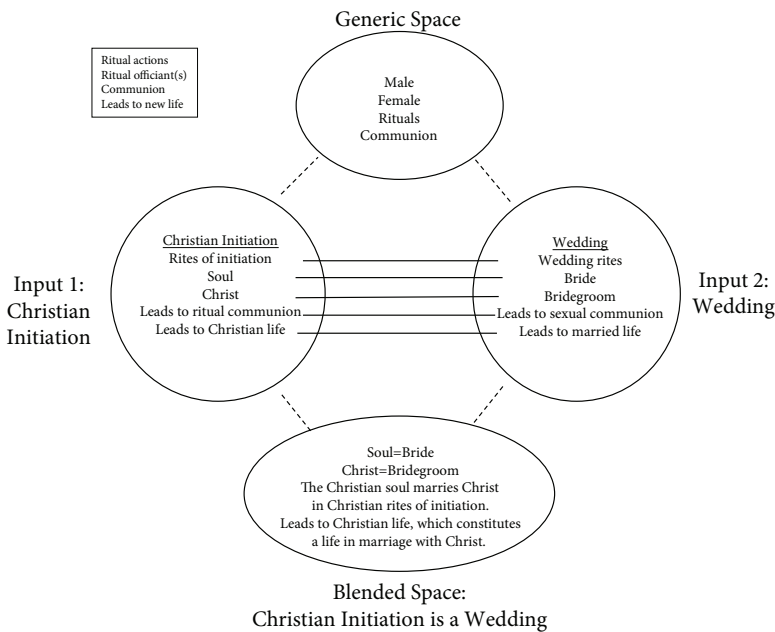 Generic Space
Ritual actions
Ritual officiant(s)
Communion
Leads to new life
Male
Female
Rituals
Communion
Input 1:
Christian
Initiation
Christian Initiation
Rites of initiation
Soul
Christ
Leads to ritual communion
Leads to Christian life
Wedding
Wedding rites
Bride
Bridegroom
Leads to sexual communion
Leads to married life
Input 2:
Wedding
Soul=Bride
Christ=Bridegroom
The Christian soul marries Christ
in Christian rites of initiation.
Leads to Christian life, which constitutes
a life in marriage with Christ.
Blended Space:
Christian Initiation is a Wedding